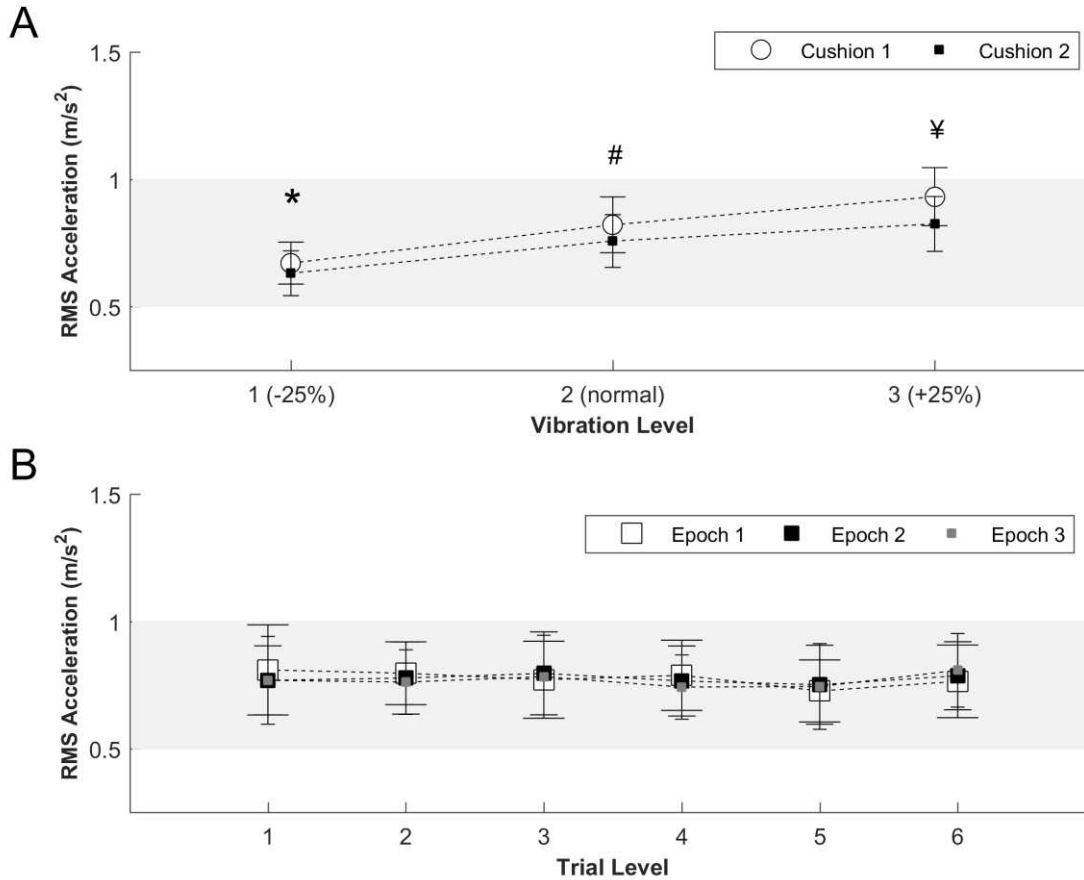 A
1.5
Cushion 1 Cushion 2
RMS Acceleration (m/s²)
¥
#
1
*
0.5
1 (-25%) 2 (normal) 3 (+25%)
Vibration Level
B
1.5
Epoch 1 Epoch 2 Epoch 3
RMS Acceleration (m/s²)
1
0.5
1 2 3 4 5 6
Trial Level